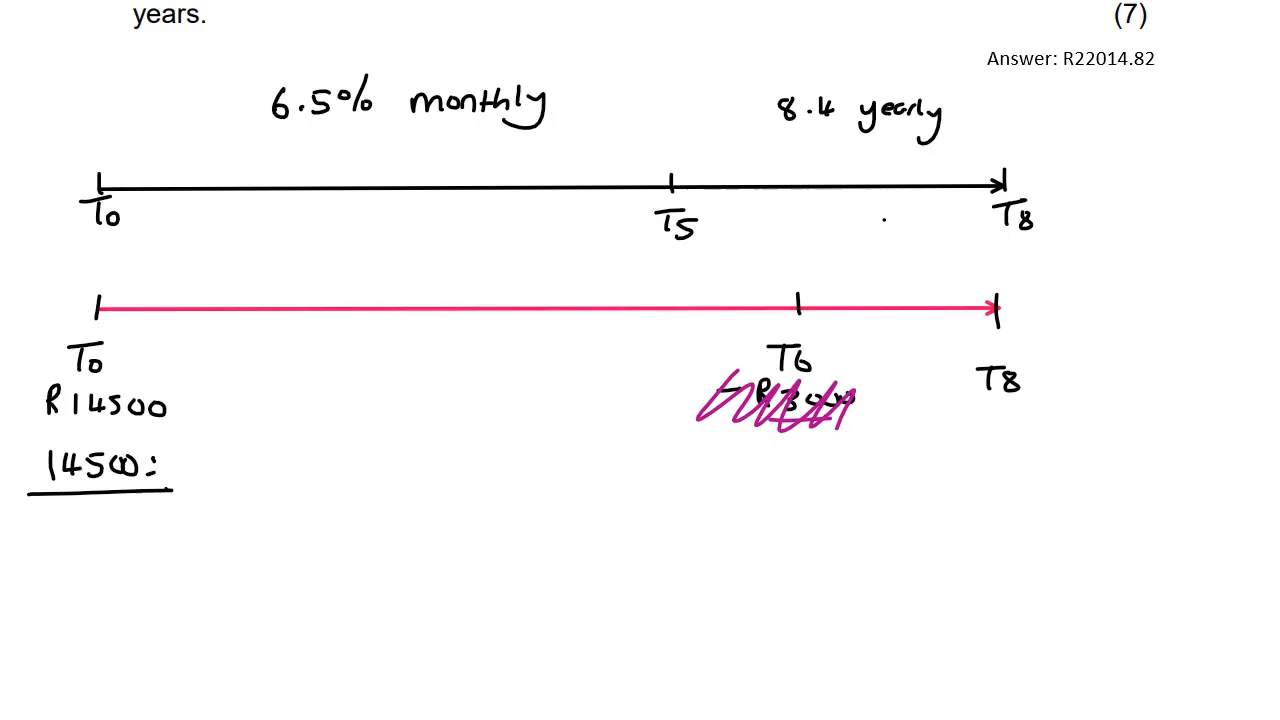 years. (7)
Answer: R22014.82
6.5% monthly 8.4 yearly
T0 T5 T8
T0 T6 T8
R14500
14500: